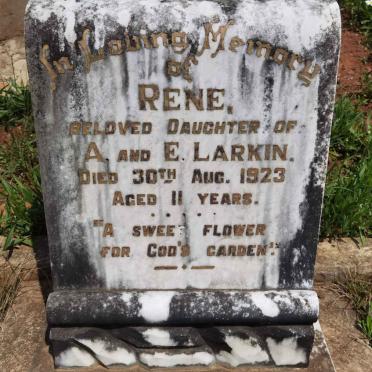 In Loving Memory
of
RENE,
BELOVED DAUGHTER OF
A. AND E. LARKIN.
DIED 30TH AUG. 1923
AGED 11 YEARS.
"A SWEET FLOWER
FOR GOD'S GARDEN."